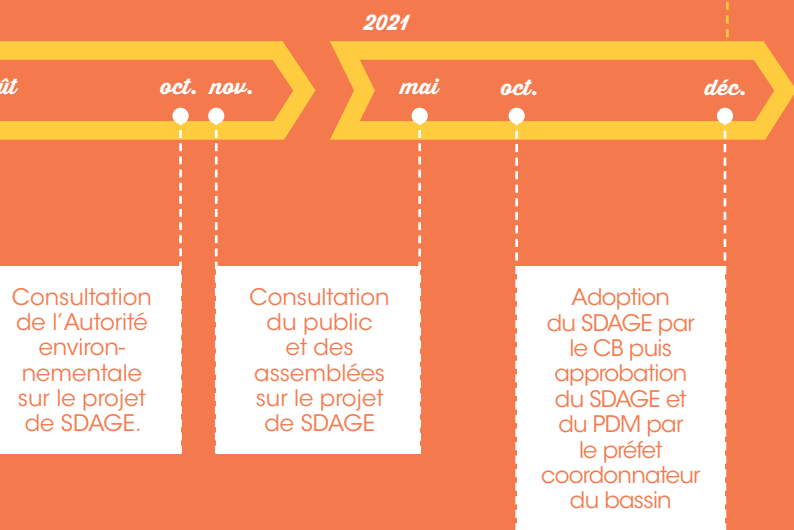 2021
oct. nov. mai oct. déc.
Consultation
de l'Autorité
environ-
nementale
sur le projet
de SDAGE.
Consultation
du public
et des
assemblées
sur le projet
de SDAGE
Adoption
du SDAGE par
le CB puis
approbation
du SDAGE et
du PDM par
le préfet
coordonnateur
du bassin